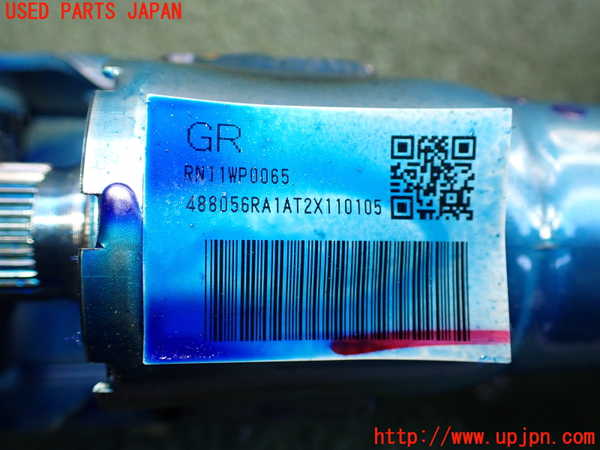 USED PARTS JAPAN
GR
RN11WP0065
488056RA1AT2X110105
http://www.upjpn.com/